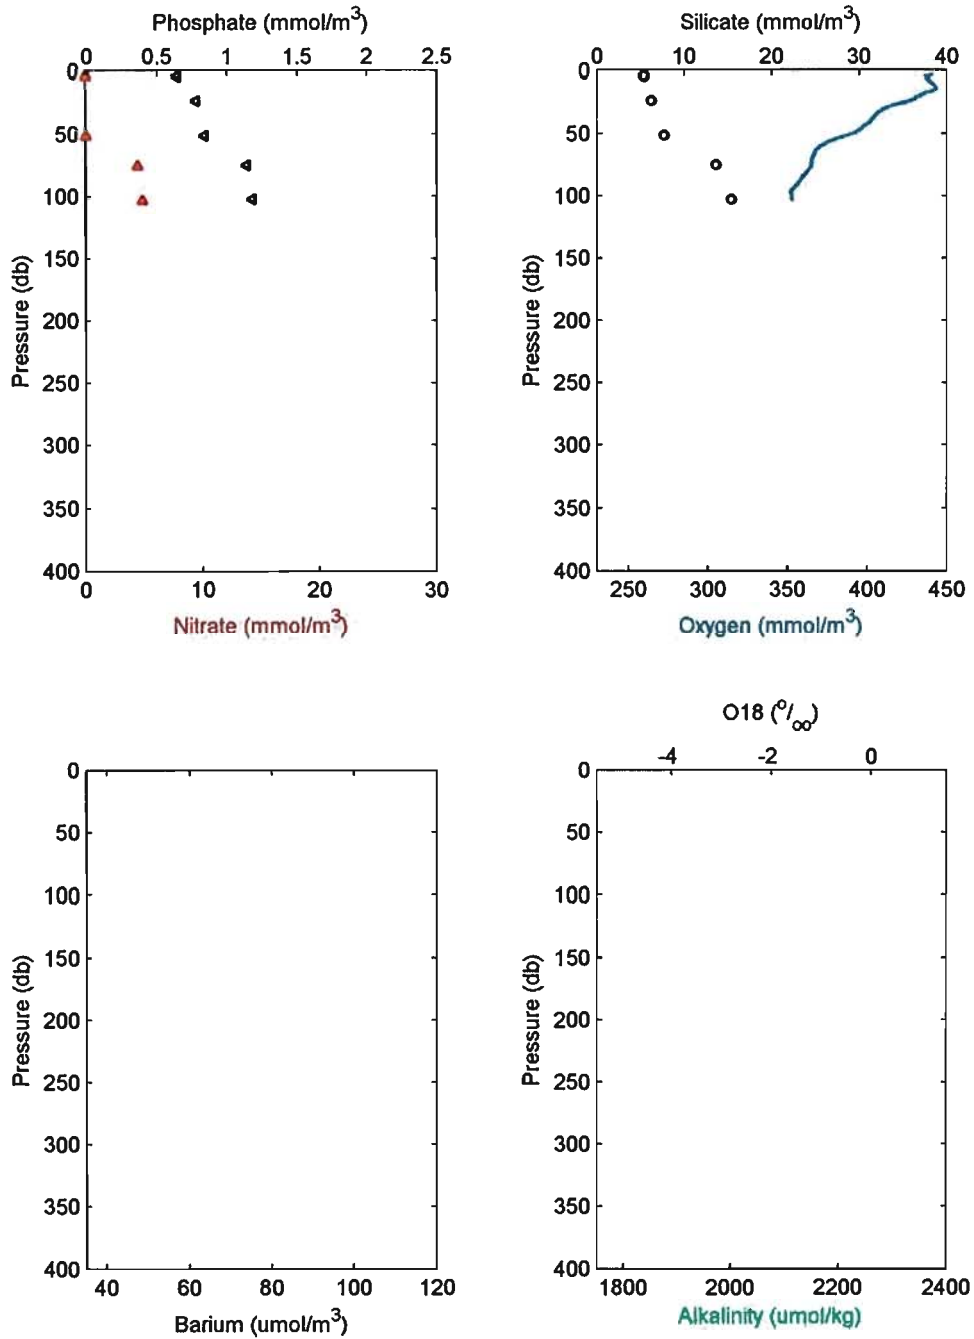 Phosphate (mmol/m3)
0 0.5 1 1.5 2 2.5
0
50
100
150
200
250
300
350
400
Pressure (db)
0 10 20 30
Nitrate (mmol/m3)
Silicate (mmol/m3)
0 10 20 30 40
0
50
100
150
200
250
300
350
400
Pressure (db)
250 300 350 400 450
Oxygen (mmol/m3)
0
50
100
150
200
250
300
350
400
Pressure (db)
40 60 80 100 120
Barium (umol/m3)
O18 (o/oo)
-4 -2 0
0
50
100
150
200
250
300
350
400
Pressure (db)
1800 2000 2200 2400
Alkalinity (umol/kg)